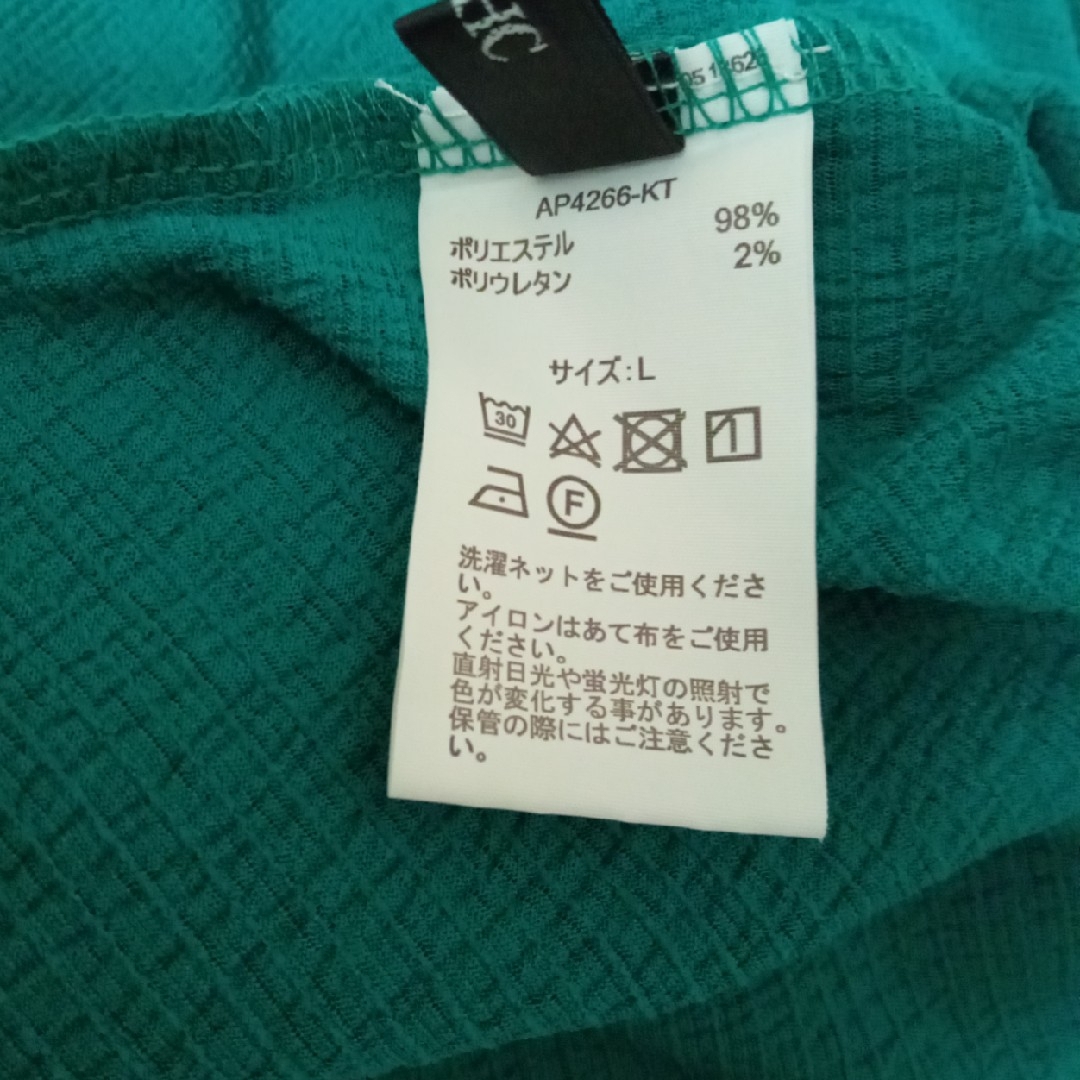 HC
AP4266-KT
ポリエステル 98%
ポリウレタン 2%
サイズ:L
30
F
洗濯ネットをご使用くださ
い。
アイロンはあて布をご使用
ください。
直射日光や蛍光灯の照射で
色が変化する事があります。
保管の際にはご注意くださ
い。